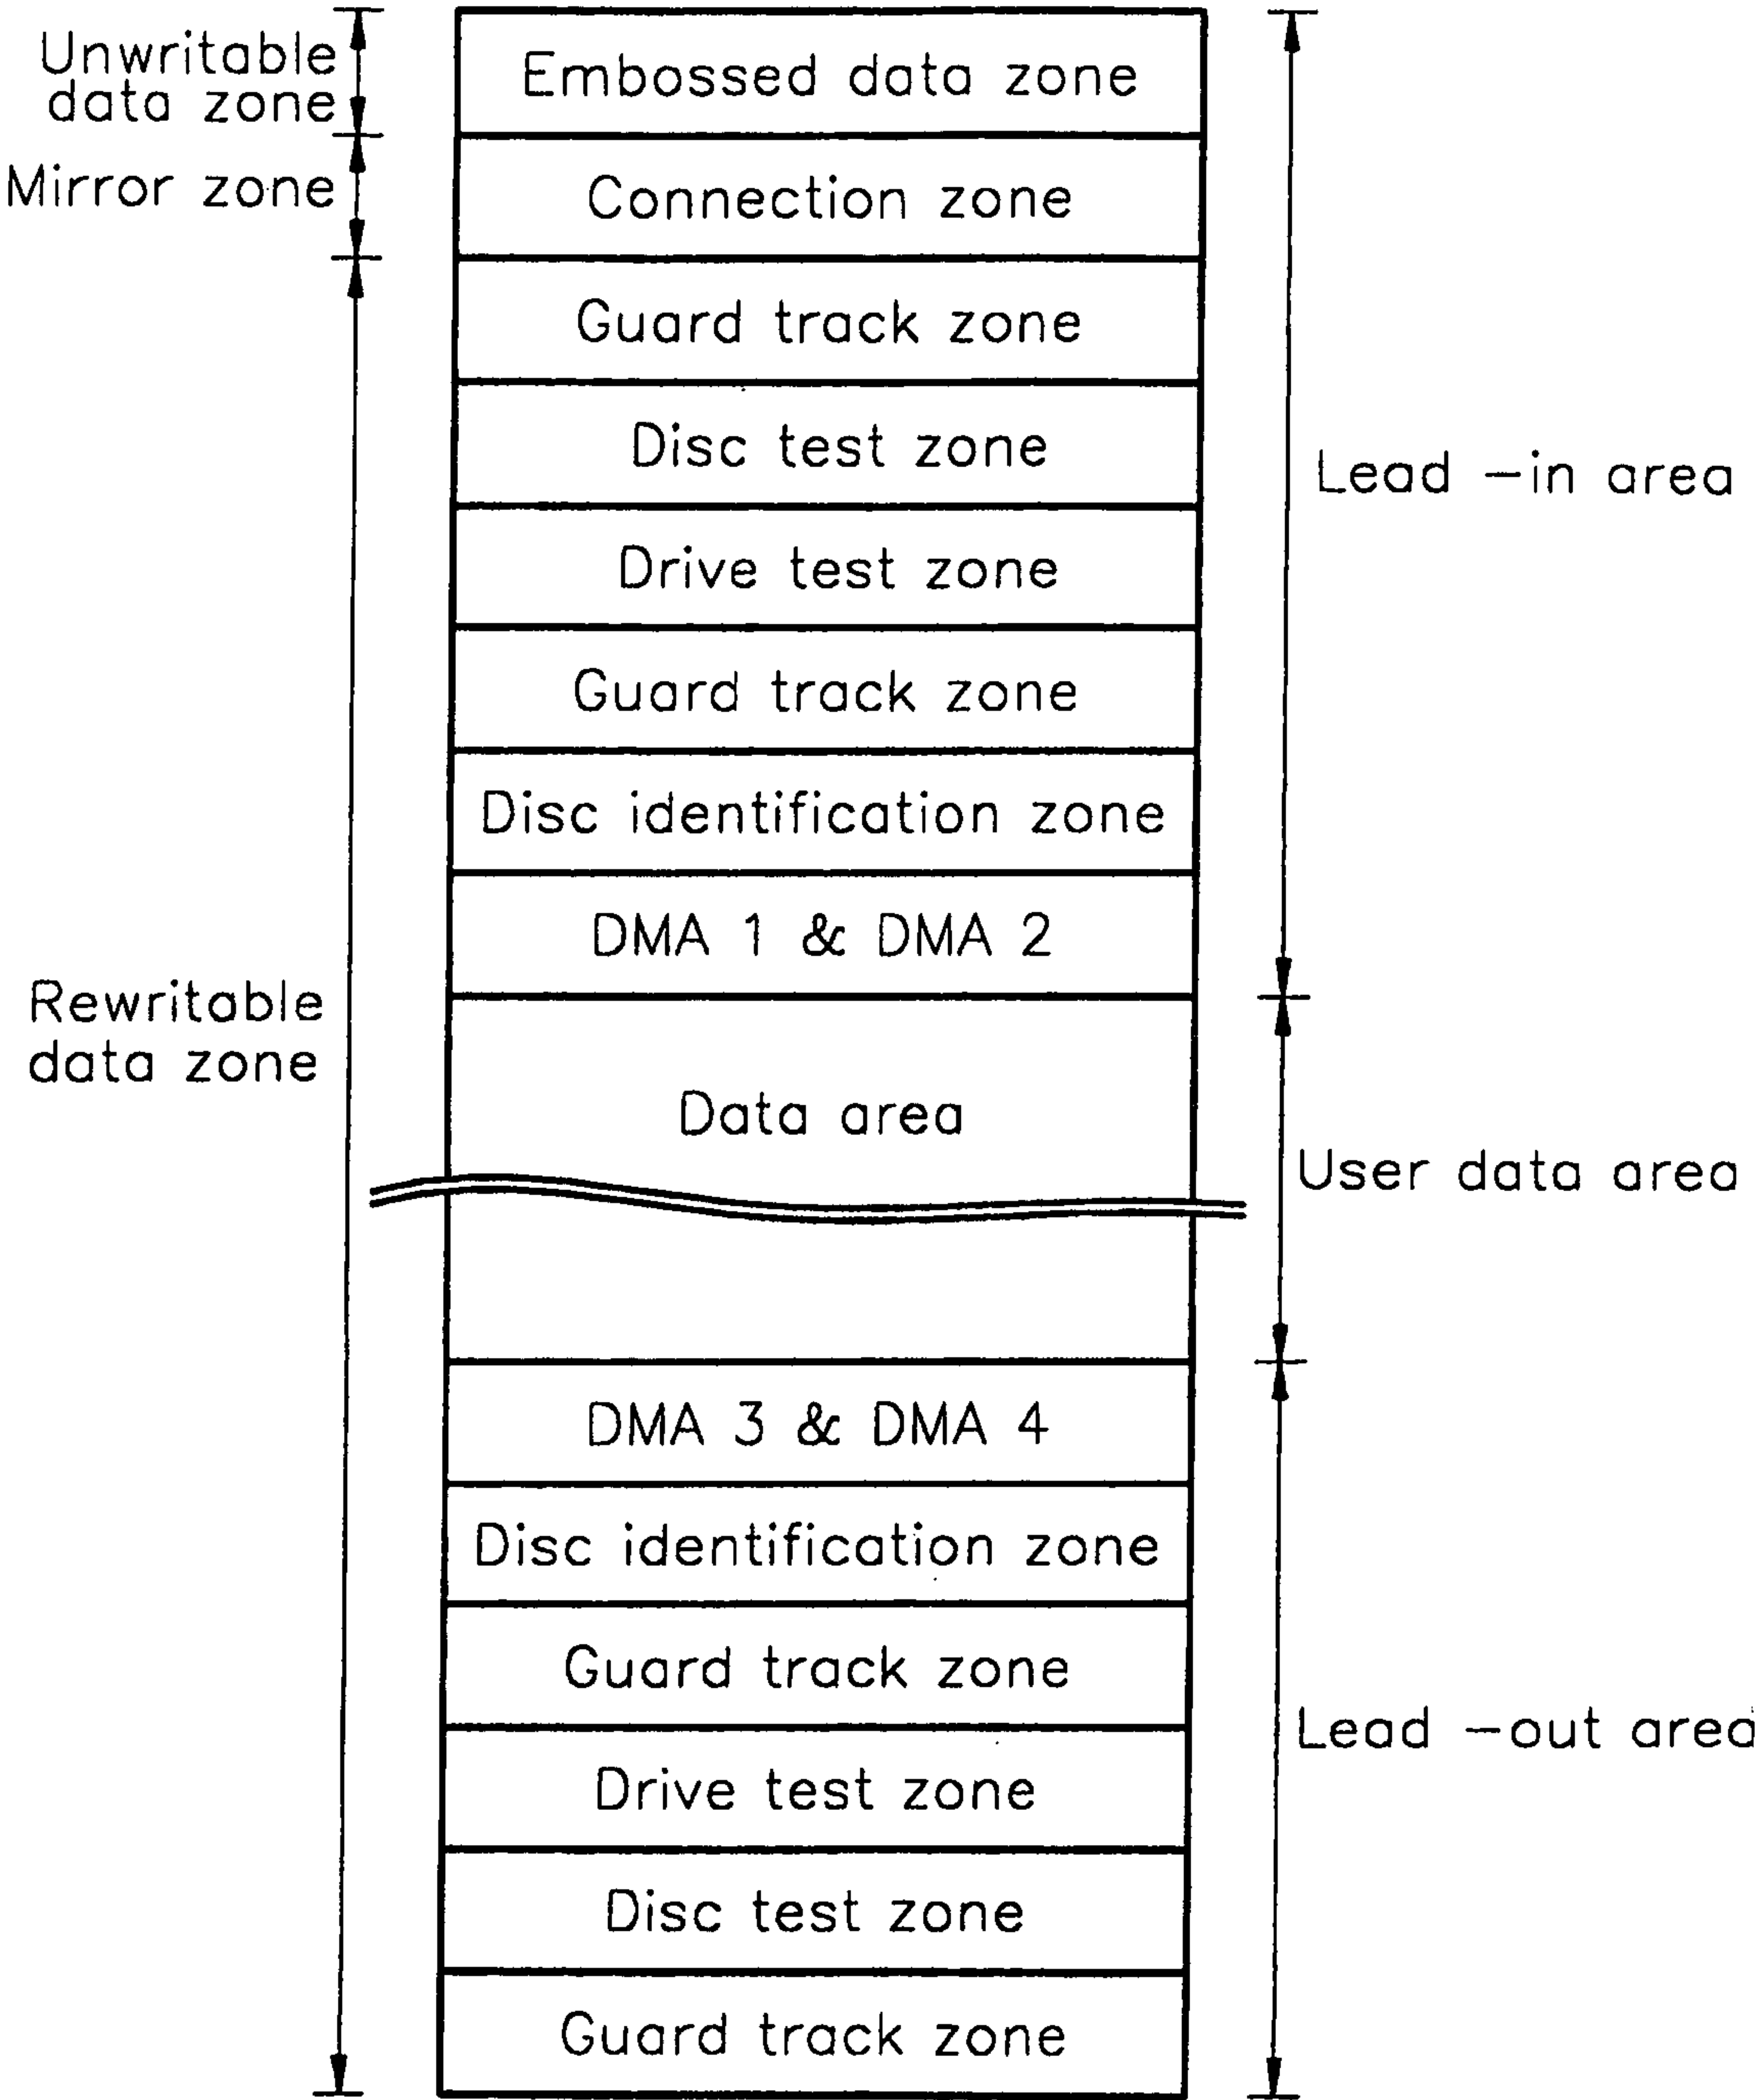 Unwritable
data zone
Mirror zone
Rewritable
data zone
Embossed data zone
Connection zone
Guard track zone
Disc test zone
Drive test zone
Guard track zone
Disc identification zone
DMA 1 & DMA 2
Data area
DMA 3 & DMA 4
Disc identification zone
Guard track zone
Drive test zone
Disc test zone
Guard track zone
Lead -in area
User data area
Lead -out area